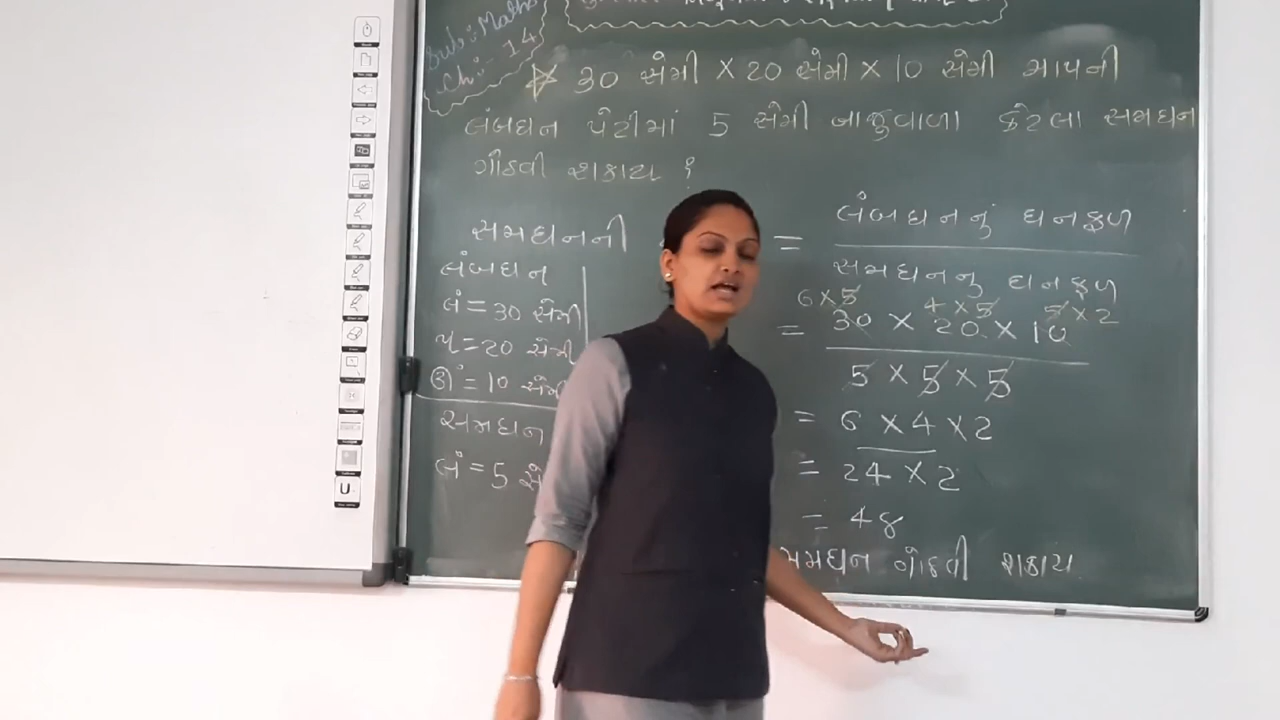 Sub:- Maths
Ch:- 14
☆ 30 સેમી × 20 સેમી × 10 સેમી માપની
લંબઘન પેટીમાં 5 સેમી બાજુવાળા કેટલા સમઘન
ગોઠવી શકાય ?
સમઘનની
= લંબઘનનું ઘનફળ
સમઘનનુ ઘનફળ
લંબઘન
લં = 30 સેમી
પ = 20 સેમી
ઊં = 10 સેમી
સમઘન
લં = 5 સે
6 × 5 4 × 5 5 × 2
= 30 × 20 × 10
5 × 5 × 5
= 6 × 4 × 2
= 24 × 2
= 48
સમઘન ગોઠવી શકાય